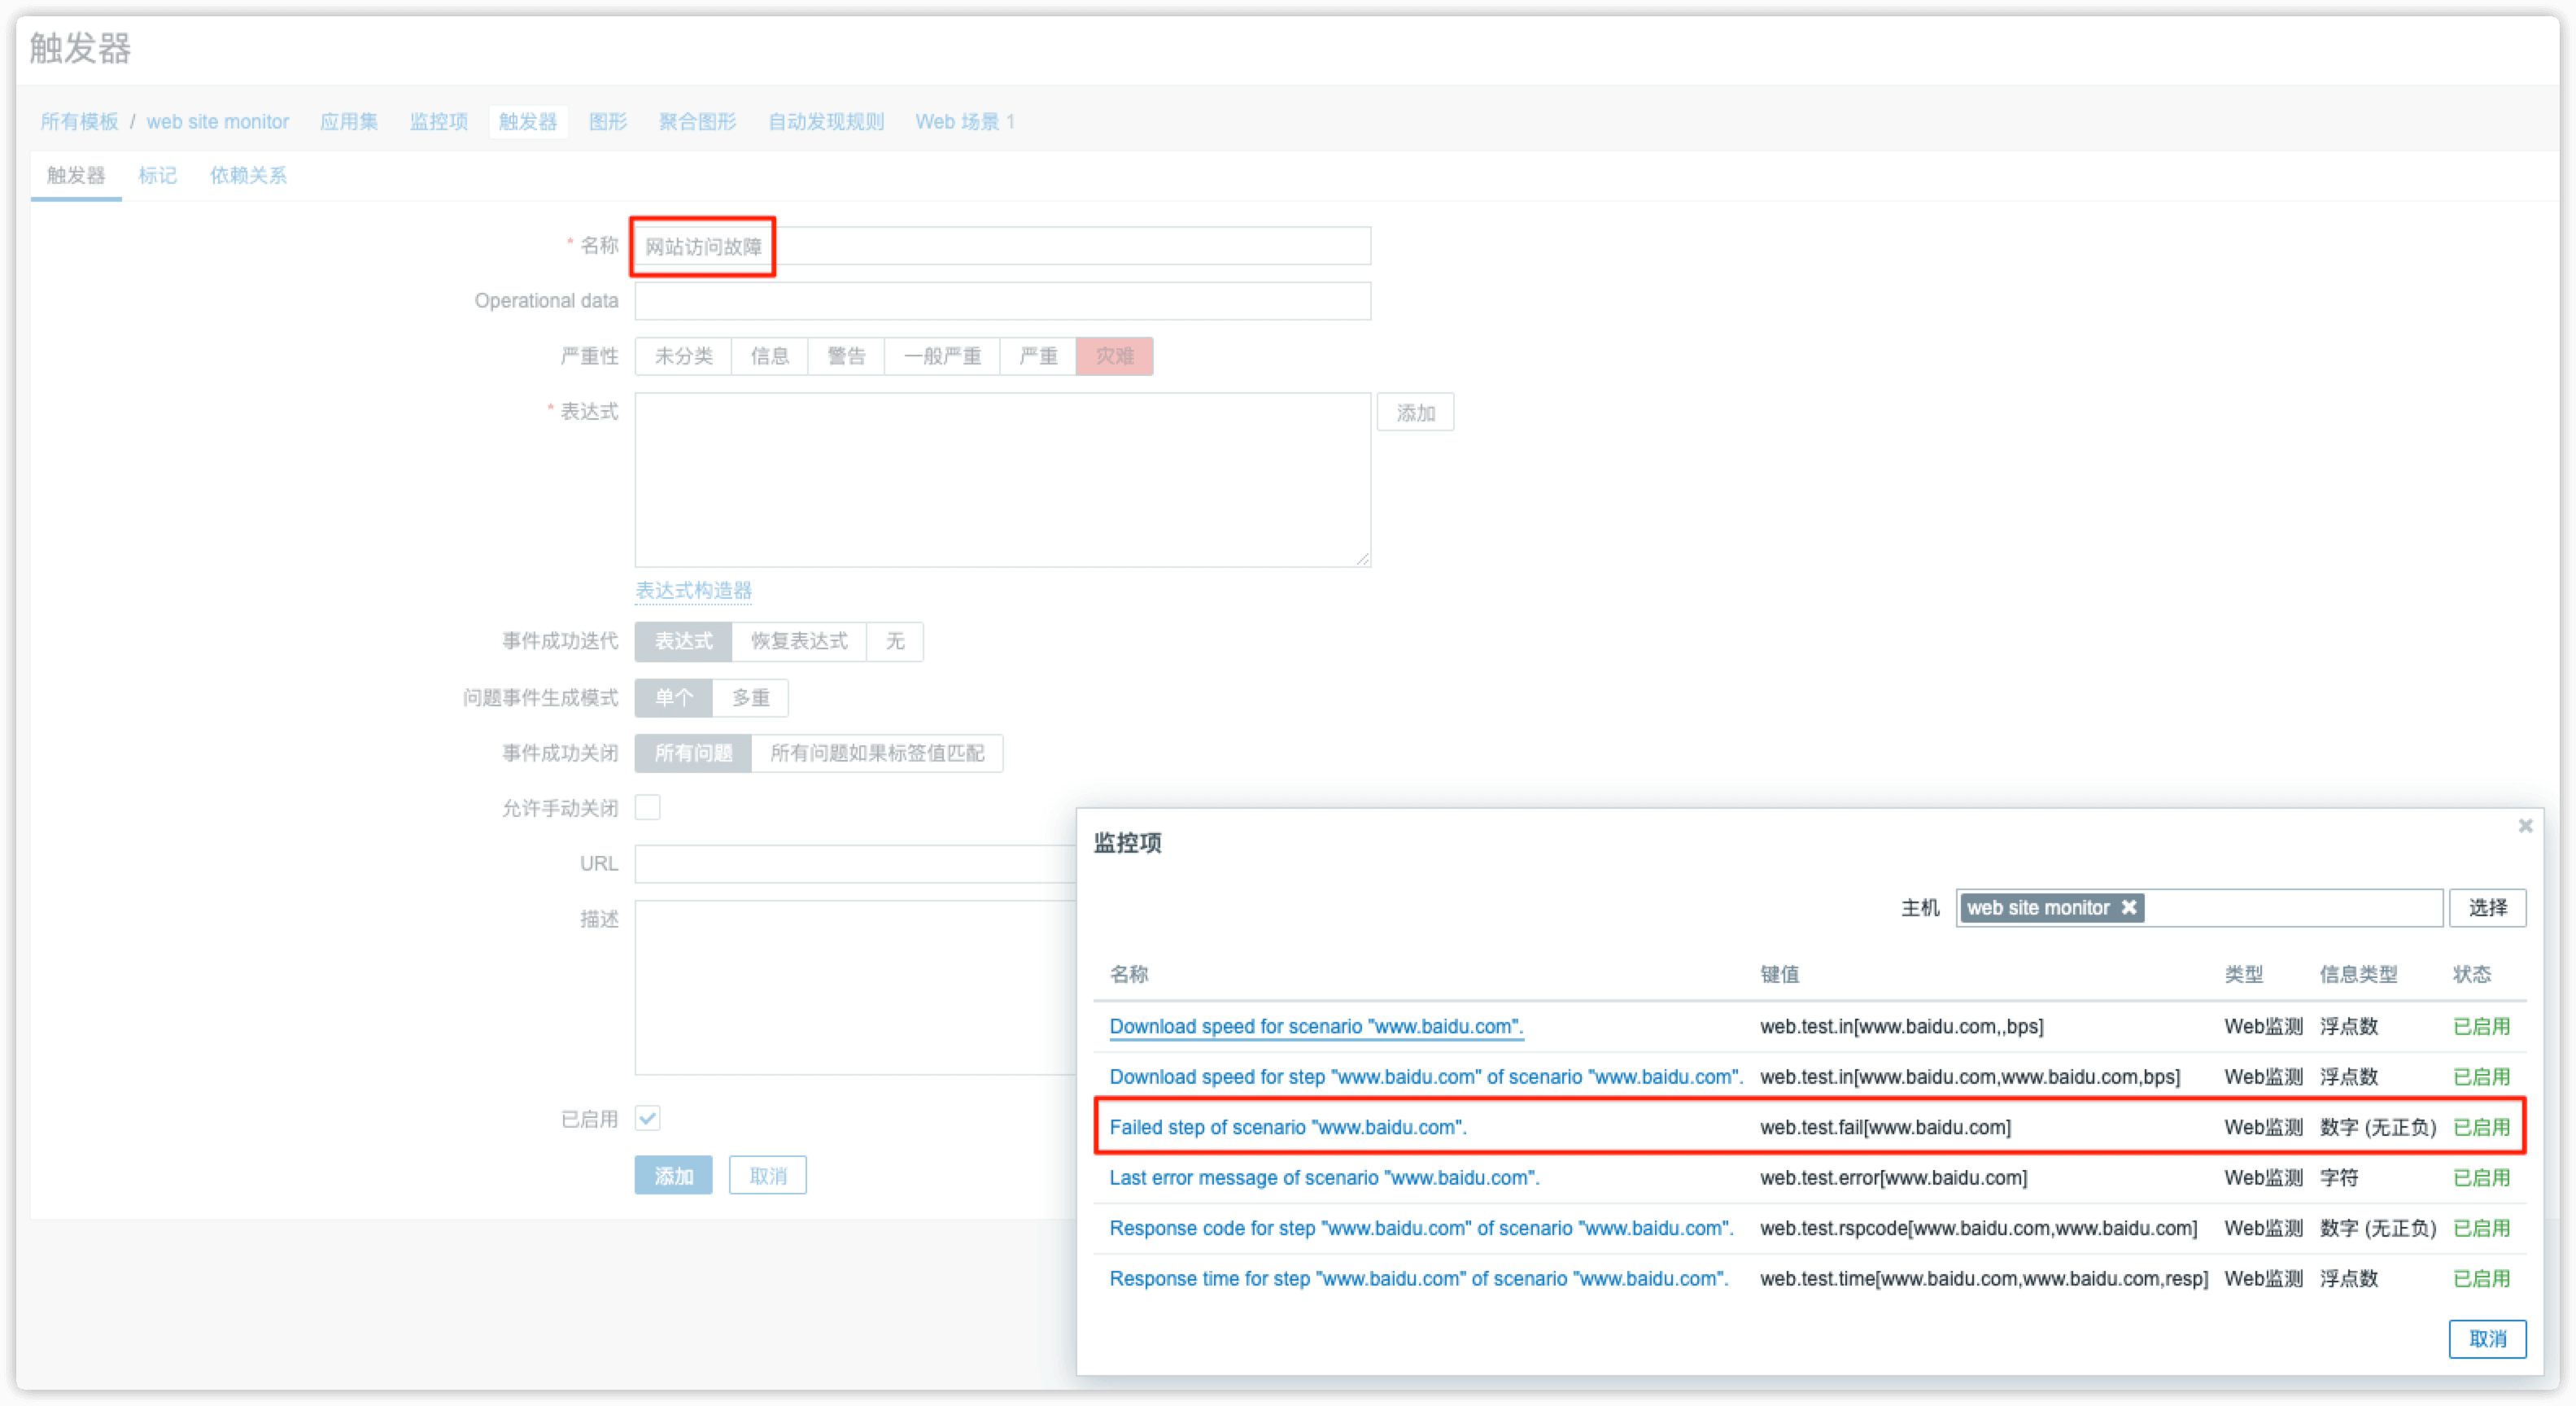 触发器
所有模板 / web site monitor 应用集 监控项 触发器 图形 聚合图形 自动发现规则 Web 场景 1
触发器 标记 依赖关系
* 名称 网站访问故障
Operational data
严重性 未分类 信息 警告 一般严重 严重 灾难
* 表达式 添加
表达式构造器
事件成功迭代 表达式 恢复表达式 无
问题事件生成模式 单个 多重
事件成功关闭 所有问题 所有问题如果标签值匹配
允许手动关闭
URL
描述
已启用
添加 取消
监控项
主机 web site monitor 选择
名称 键值 类型 信息类型 状态
Download speed for scenario "www.baidu.com". web.test.in[www.baidu.com,,bps] Web监测 浮点数 已启用
Download speed for step "www.baidu.com" of scenario "www.baidu.com". web.test.in[www.baidu.com,www.baidu.com,bps] Web监测 浮点数 已启用
Failed step of scenario "www.baidu.com". web.test.fail[www.baidu.com] Web监测 数字 (无正负) 已启用
Last error message of scenario "www.baidu.com". web.test.error[www.baidu.com] Web监测 字符 已启用
Response code for step "www.baidu.com" of scenario "www.baidu.com". web.test.rspcode[www.baidu.com,www.baidu.com] Web监测 数字 (无正负) 已启用
Response time for step "www.baidu.com" of scenario "www.baidu.com". web.test.time[www.baidu.com,www.baidu.com,resp] Web监测 浮点数 已启用
取消